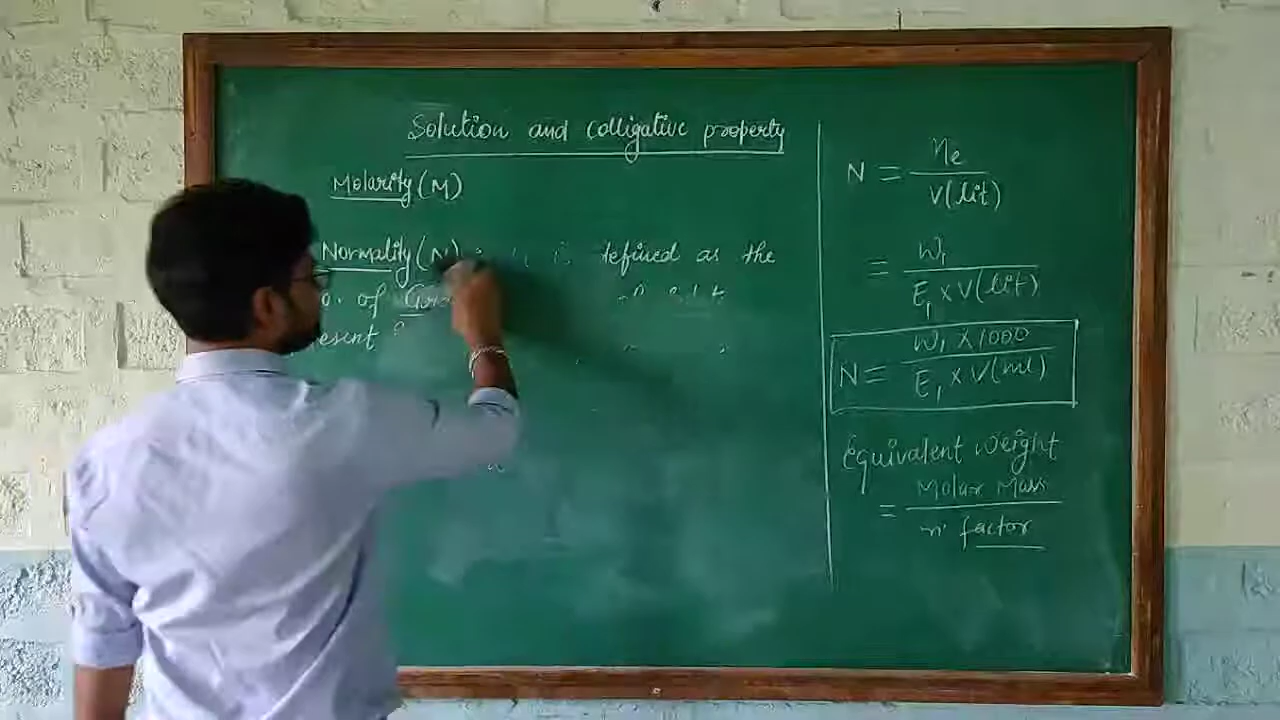 Solution and colligative property
Molarity (M)
Normality (N) defined as the
of
N = ne / V(lit)
= W1 / E1 x V(lit)
N = W1 x 1000 / E1 x V(ml)
Equivalent Weight
= Molar Mass / n' factor